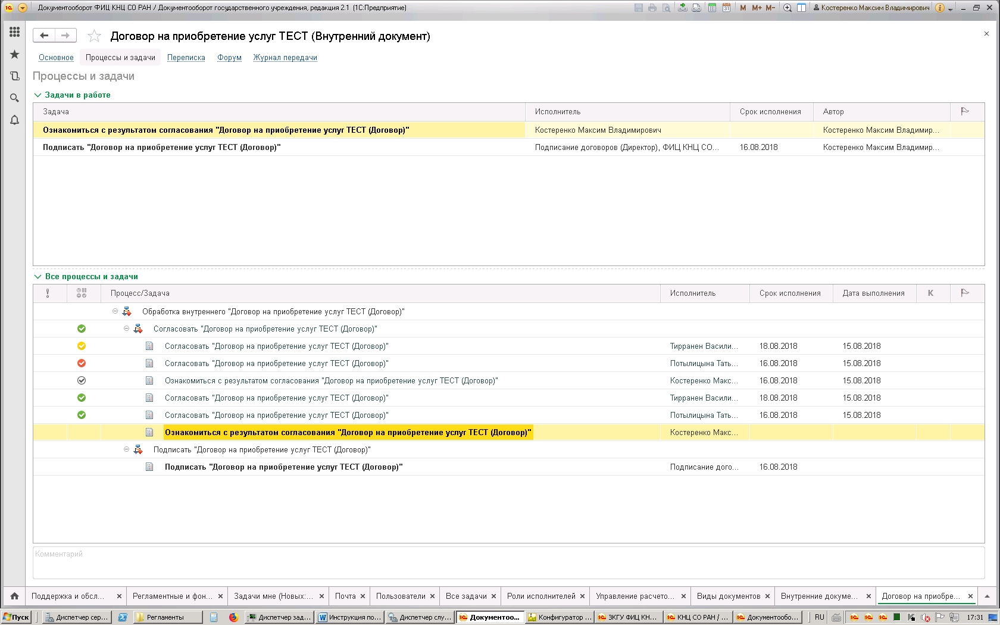 Документооборот ФИЦ КНЦ СО РАН / Документооборот государственного учреждения, редакция 2.1 (1С:Предприятие)
M M+ M- Костеренко Максим Владимирович
Договор на приобретение услуг ТЕСТ (Внутренний документ)
Основное Процессы и задачи Переписка Форум Журнал передачи
Процессы и задачи
Задачи в работе
Задача Исполнитель Срок исполнения Автор
Ознакомиться с результатом согласования "Договор на приобретение услуг ТЕСТ (Договор)" Костеренко Максим Владимирович Костеренко Максим Владимир...
Подписать "Договор на приобретение услуг ТЕСТ (Договор)" Подписание договоров (Директор), ФИЦ КНЦ СО... 16.08.2018 Костеренко Максим Владимир...
Все процессы и задачи
! Процесс/Задача Исполнитель Срок исполнения Дата выполнения К
Обработка внутреннего "Договор на приобретение услуг ТЕСТ (Договор)"
Согласовать "Договор на приобретение услуг ТЕСТ (Договор)"
Согласовать "Договор на приобретение услуг ТЕСТ (Договор)" Тирранен Васили... 18.08.2018 15.08.2018
Согласовать "Договор на приобретение услуг ТЕСТ (Договор)" Потылицына Тать... 16.08.2018 15.08.2018
Ознакомиться с результатом согласования "Договор на приобретение услуг ТЕСТ (Договор)" Костеренко Макс... 16.08.2018 15.08.2018
Согласовать "Договор на приобретение услуг ТЕСТ (Договор)" Тирранен Васили... 18.08.2018 15.08.2018
Согласовать "Договор на приобретение услуг ТЕСТ (Договор)" Потылицына Тать... 16.08.2018 15.08.2018
Ознакомиться с результатом согласования "Договор на приобретение услуг ТЕСТ (Договор)" Костеренко Макс...
Подписать "Договор на приобретение услуг ТЕСТ (Договор)"
Подписать "Договор на приобретение услуг ТЕСТ (Договор)" Подписание дого... 16.08.2018
Комментарий
Поддержка и обсл... Регламентные и фон... Задачи мне (Новых:... Почта Пользователи Все задачи Роли исполнителей Управление расчето... Виды документов Внутренние докуме... Договор на приобре...
Пуск Диспетчер сер... Регламенты Диспетчер зад... Инструкция по... Диспетчер слу... Документоо... Конфигуратор ... ЗКГУ ФИЦ КН... КНЦ СО РАН / ... Документообо... RU 17:31